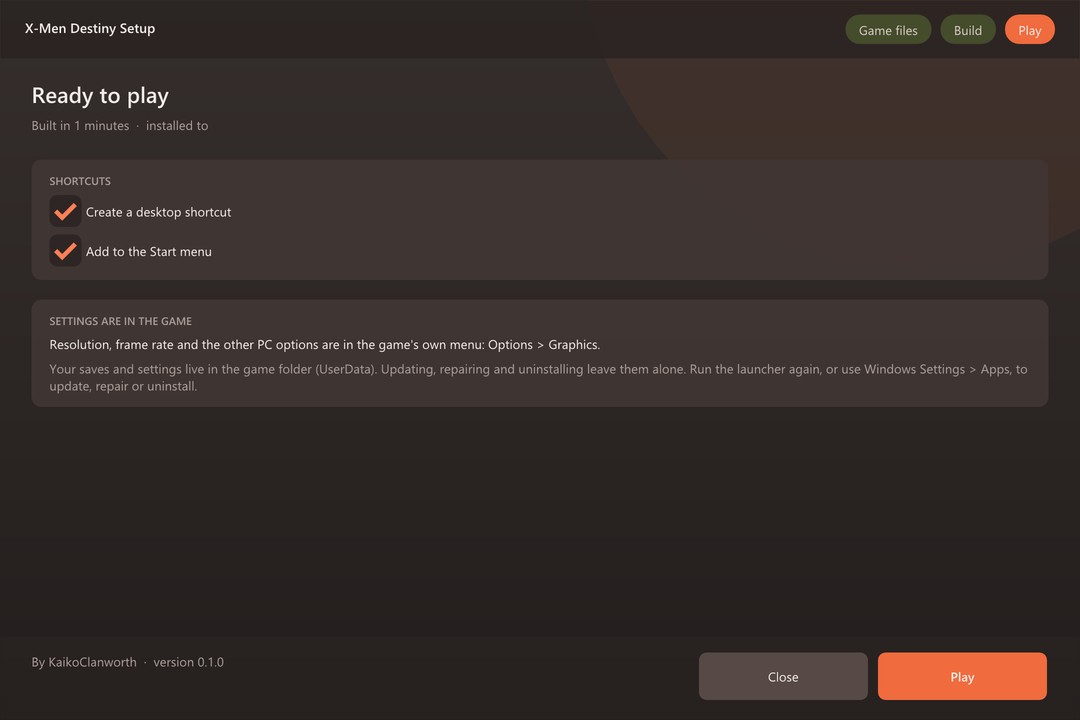 X-Men Destiny Setup
Game files
Build
Play
Ready to play
Built in 1 minutes · installed to
SHORTCUTS
Create a desktop shortcut
Add to the Start menu
SETTINGS ARE IN THE GAME
Resolution, frame rate and the other PC options are in the game's own menu: Options > Graphics.
Your saves and settings live in the game folder (UserData). Updating, repairing and uninstalling leave them alone. Run the launcher again, or use Windows Settings > Apps, to
update, repair or uninstall.
By KaikoClanworth · version 0.1.0
Close
Play